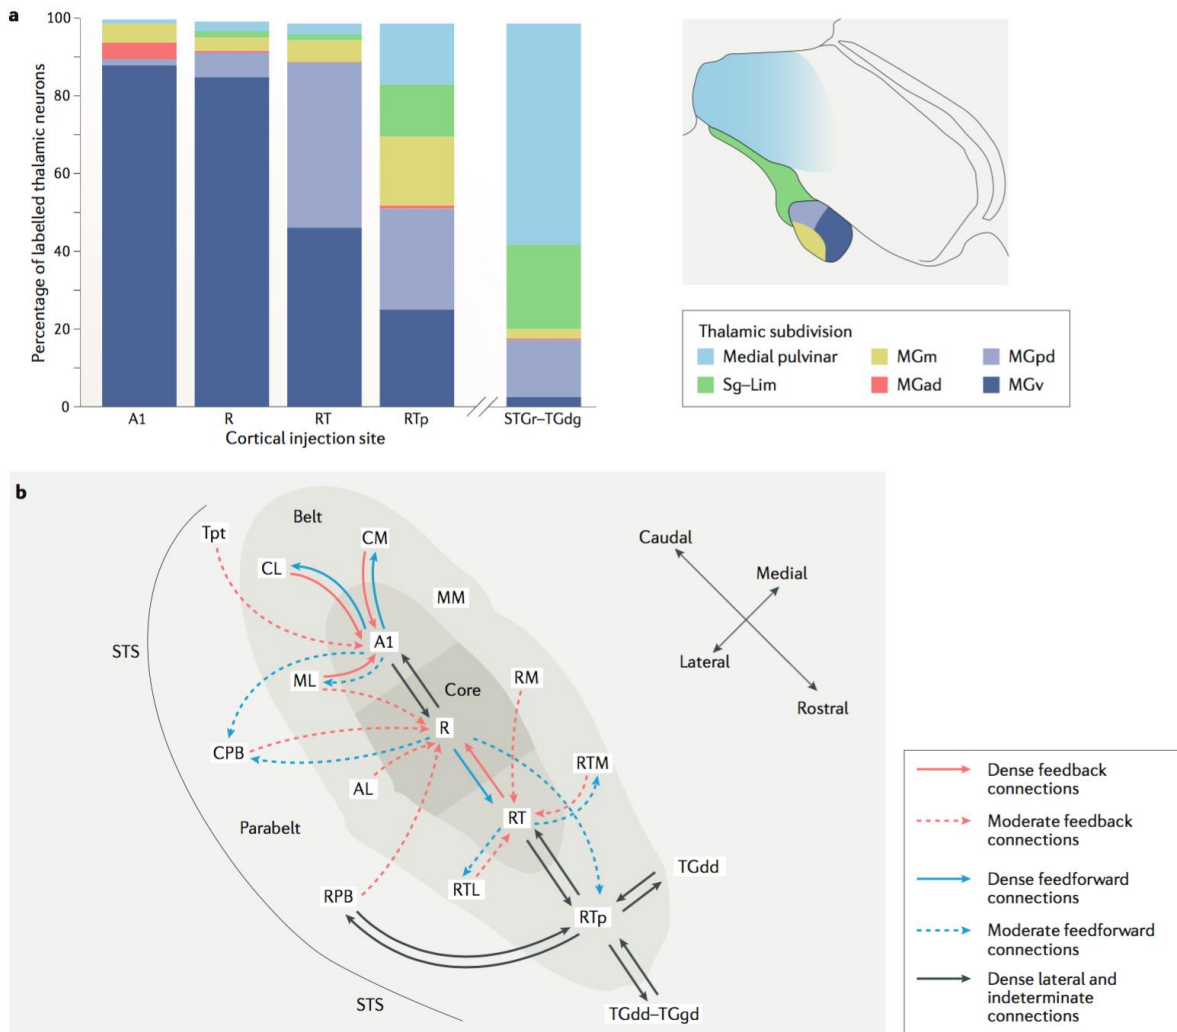 a
100
80
60
40
20
0
Percentage of labelled thalamic neurons
A1
R
RT
RTp
STGr–TGdg
Cortical injection site
Thalamic subdivision
Medial pulvinar
MGm
MGpd
Sg–Lim
MGad
MGv
b
Belt
Tpt
CM
CL
MM
STS
A1
ML
Core
RM
R
CPB
AL
RTM
RT
Parabelt
RTL
RPB
TGdd
RTp
STS
TGdd–TGgd
Caudal
Medial
Lateral
Rostral
Dense feedback
connections
Moderate feedback
connections
Dense feedforward
connections
Moderate feedforward
connections
Dense lateral and
indeterminate
connections